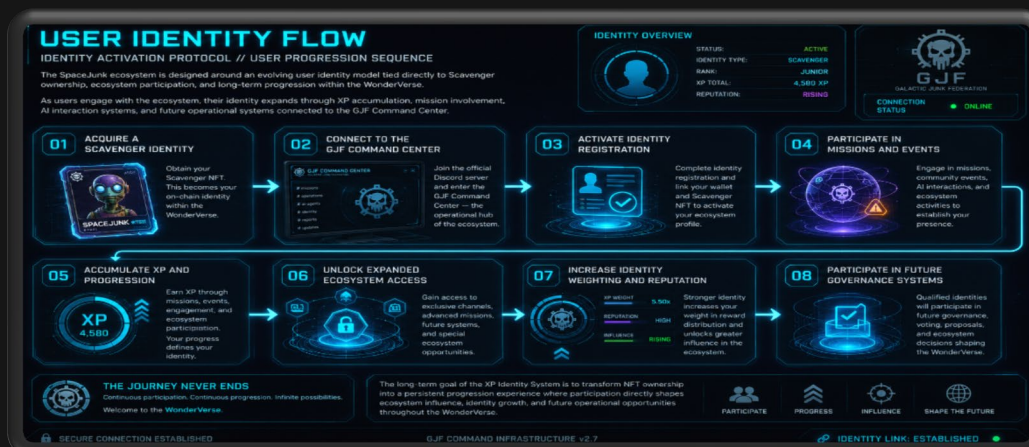 USER IDENTITY FLOW
IDENTITY ACTIVATION PROTOCOL // USER PROGRESSION SEQUENCE
The SpaceJunk ecosystem is designed around an evolving user identity model tied directly to Scavenger
ownership, ecosystem participation, and long-term progression within the WonderVerse.
As users engage with the ecosystem, their identity expands through XP accumulation, mission involvement,
AI interaction systems, and future operational systems connected to the GJF Command Center.
IDENTITY OVERVIEW
STATUS: ACTIVE
IDENTITY TYPE: SCAVENGER
RANK: JUNIOR
XP TOTAL: 4,580 XP
REPUTATION: RISING
GJF
GALACTIC JUNK FEDERATION
CONNECTION
STATUS
ONLINE
01
ACQUIRE A
SCAVENGER IDENTITY
SPACEJUNK
Obtain your
Scavenger NFT.
This becomes your
on-chain identity
within the
WonderVerse.
02
CONNECT TO THE
GJF COMMAND CENTER
GJF COMMAND CENTER
Join the official
Discord server
and enter the
GJF Command
Center — the
operational hub
of the ecosystem.
03
ACTIVATE IDENTITY
REGISTRATION
Complete identity
registration and
link your wallet
and Scavenger
NFT to activate
your ecosystem
profile.
04
PARTICIPATE IN
MISSIONS AND EVENTS
Engage in missions,
community events,
AI interactions, and
ecosystem
activities to
establish your
presence.
05
ACCUMULATE XP AND
PROGRESSION
XP
4,580
Earn XP through
missions, events,
engagement, and
ecosystem
participation.
Your progress
defines your
identity.
06
UNLOCK EXPANDED
ECOSYSTEM ACCESS
Gain access to
exclusive channels,
advanced missions,
future systems,
and special
ecosystem
opportunities.
07
INCREASE IDENTITY
WEIGHTING AND REPUTATION
XP WEIGHT 5.50x
REPUTATION HIGH
INFLUENCE RISING
Stronger identity
increases your
weight in reward
distribution and
unlocks greater
influence in the
ecosystem.
08
PARTICIPATE IN FUTURE
GOVERNANCE SYSTEMS
Qualified identities
will participate in
future governance,
voting, proposals,
and ecosystem
decisions shaping
the WonderVerse.
THE JOURNEY NEVER ENDS
Continuous participation. Continuous progression. Infinite possibilities.
Welcome to the WonderVerse.
The long-term goal of the XP Identity System is to transform NFT ownership
into a persistent progression experience where participation directly shapes
ecosystem influence, identity growth, and future operational opportunities
throughout the WonderVerse.
PARTICIPATE
PROGRESS
INFLUENCE
SHAPE THE FUTURE
SECURE CONNECTION ESTABLISHED
GJF COMMAND INFRASTRUCTURE v2.7
IDENTITY LINK: ESTABLISHED